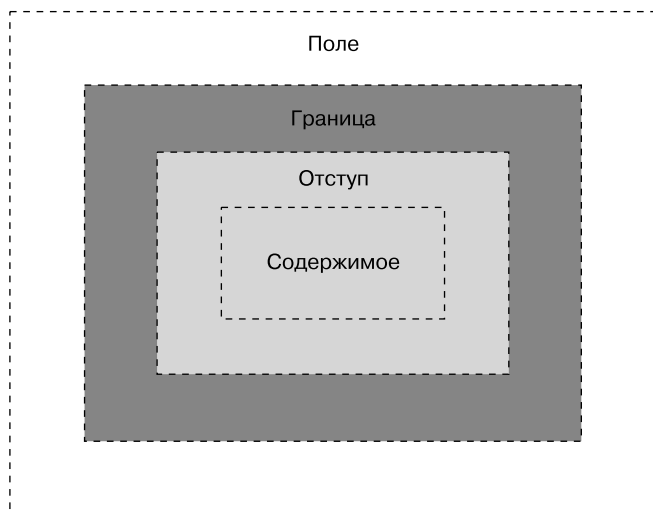 Поле
Граница
Отступ
Содержимое